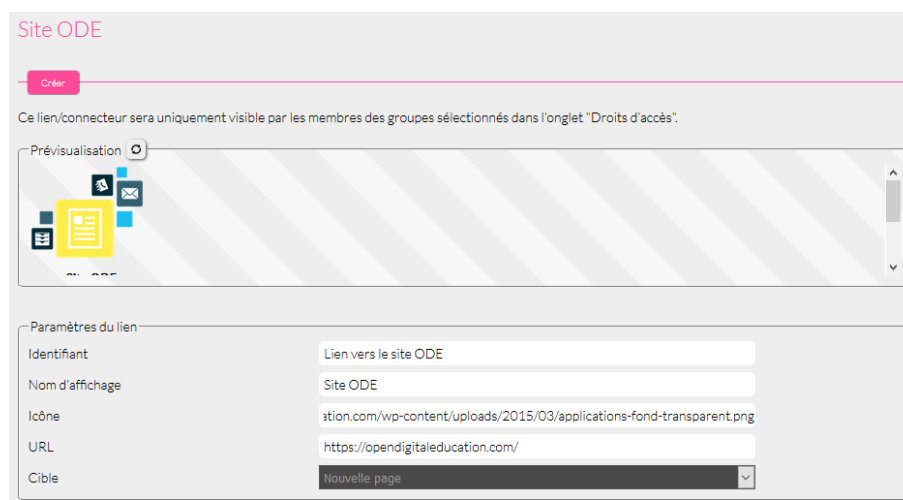 Site ODE
Créer
Ce lien/connecteur sera uniquement visible par les membres des groupes sélectionnés dans l'onglet "Droits d'accès".
Prévisualisation
Site ODE
Paramètres du lien
Identifiant Lien vers le site ODE
Nom d'affichage Site ODE
Icône ation.com/wp-content/uploads/2015/03/applications-fond-transparent.png
URL https://opendigitaleducation.com/
Cible Nouvelle page